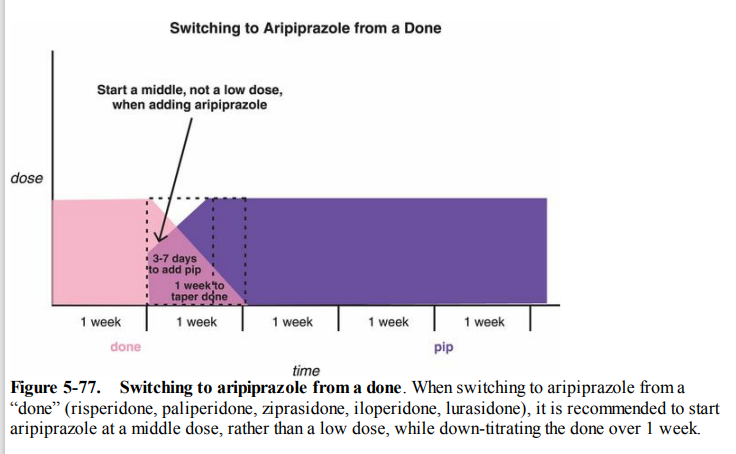 Switching to Aripiprazole from a Done
Start a middle, not a low dose,
when adding aripiprazole
dose
3-7 days
to add pip
1 week to
taper done
1 week 1 week 1 week 1 week 1 week
done pip
time
Figure 5-77. Switching to aripiprazole from a done. When switching to aripiprazole from a
“done” (risperidone, paliperidone, ziprasidone, iloperidone, lurasidone), it is recommended to start
aripiprazole at a middle dose, rather than a low dose, while down-titrating the done over 1 week.